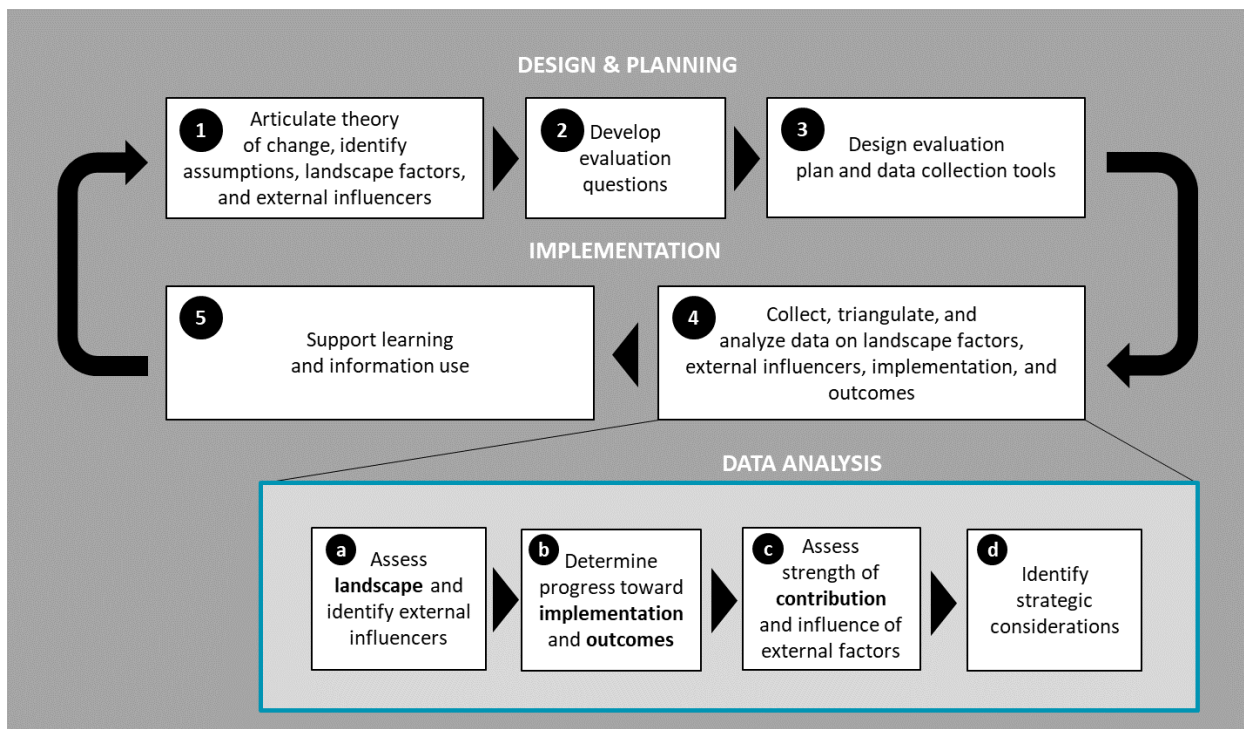 DESIGN & PLANNING
1
Articulate theory
of change, identify
assumptions, landscape factors,
and external influencers
2
Develop
evaluation
questions
3
Design evaluation
plan and data collection tools
IMPLEMENTATION
5
Support learning
and information use
4
Collect, triangulate, and
analyze data on landscape factors,
external influencers, implementation, and
outcomes
DATA ANALYSIS
a
Assess
landscape and
identify external
influencers
b
Determine
progress toward
implementation
and outcomes
c
Assess
strength of
contribution
and influence of
external factors
d
Identify
strategic
considerations